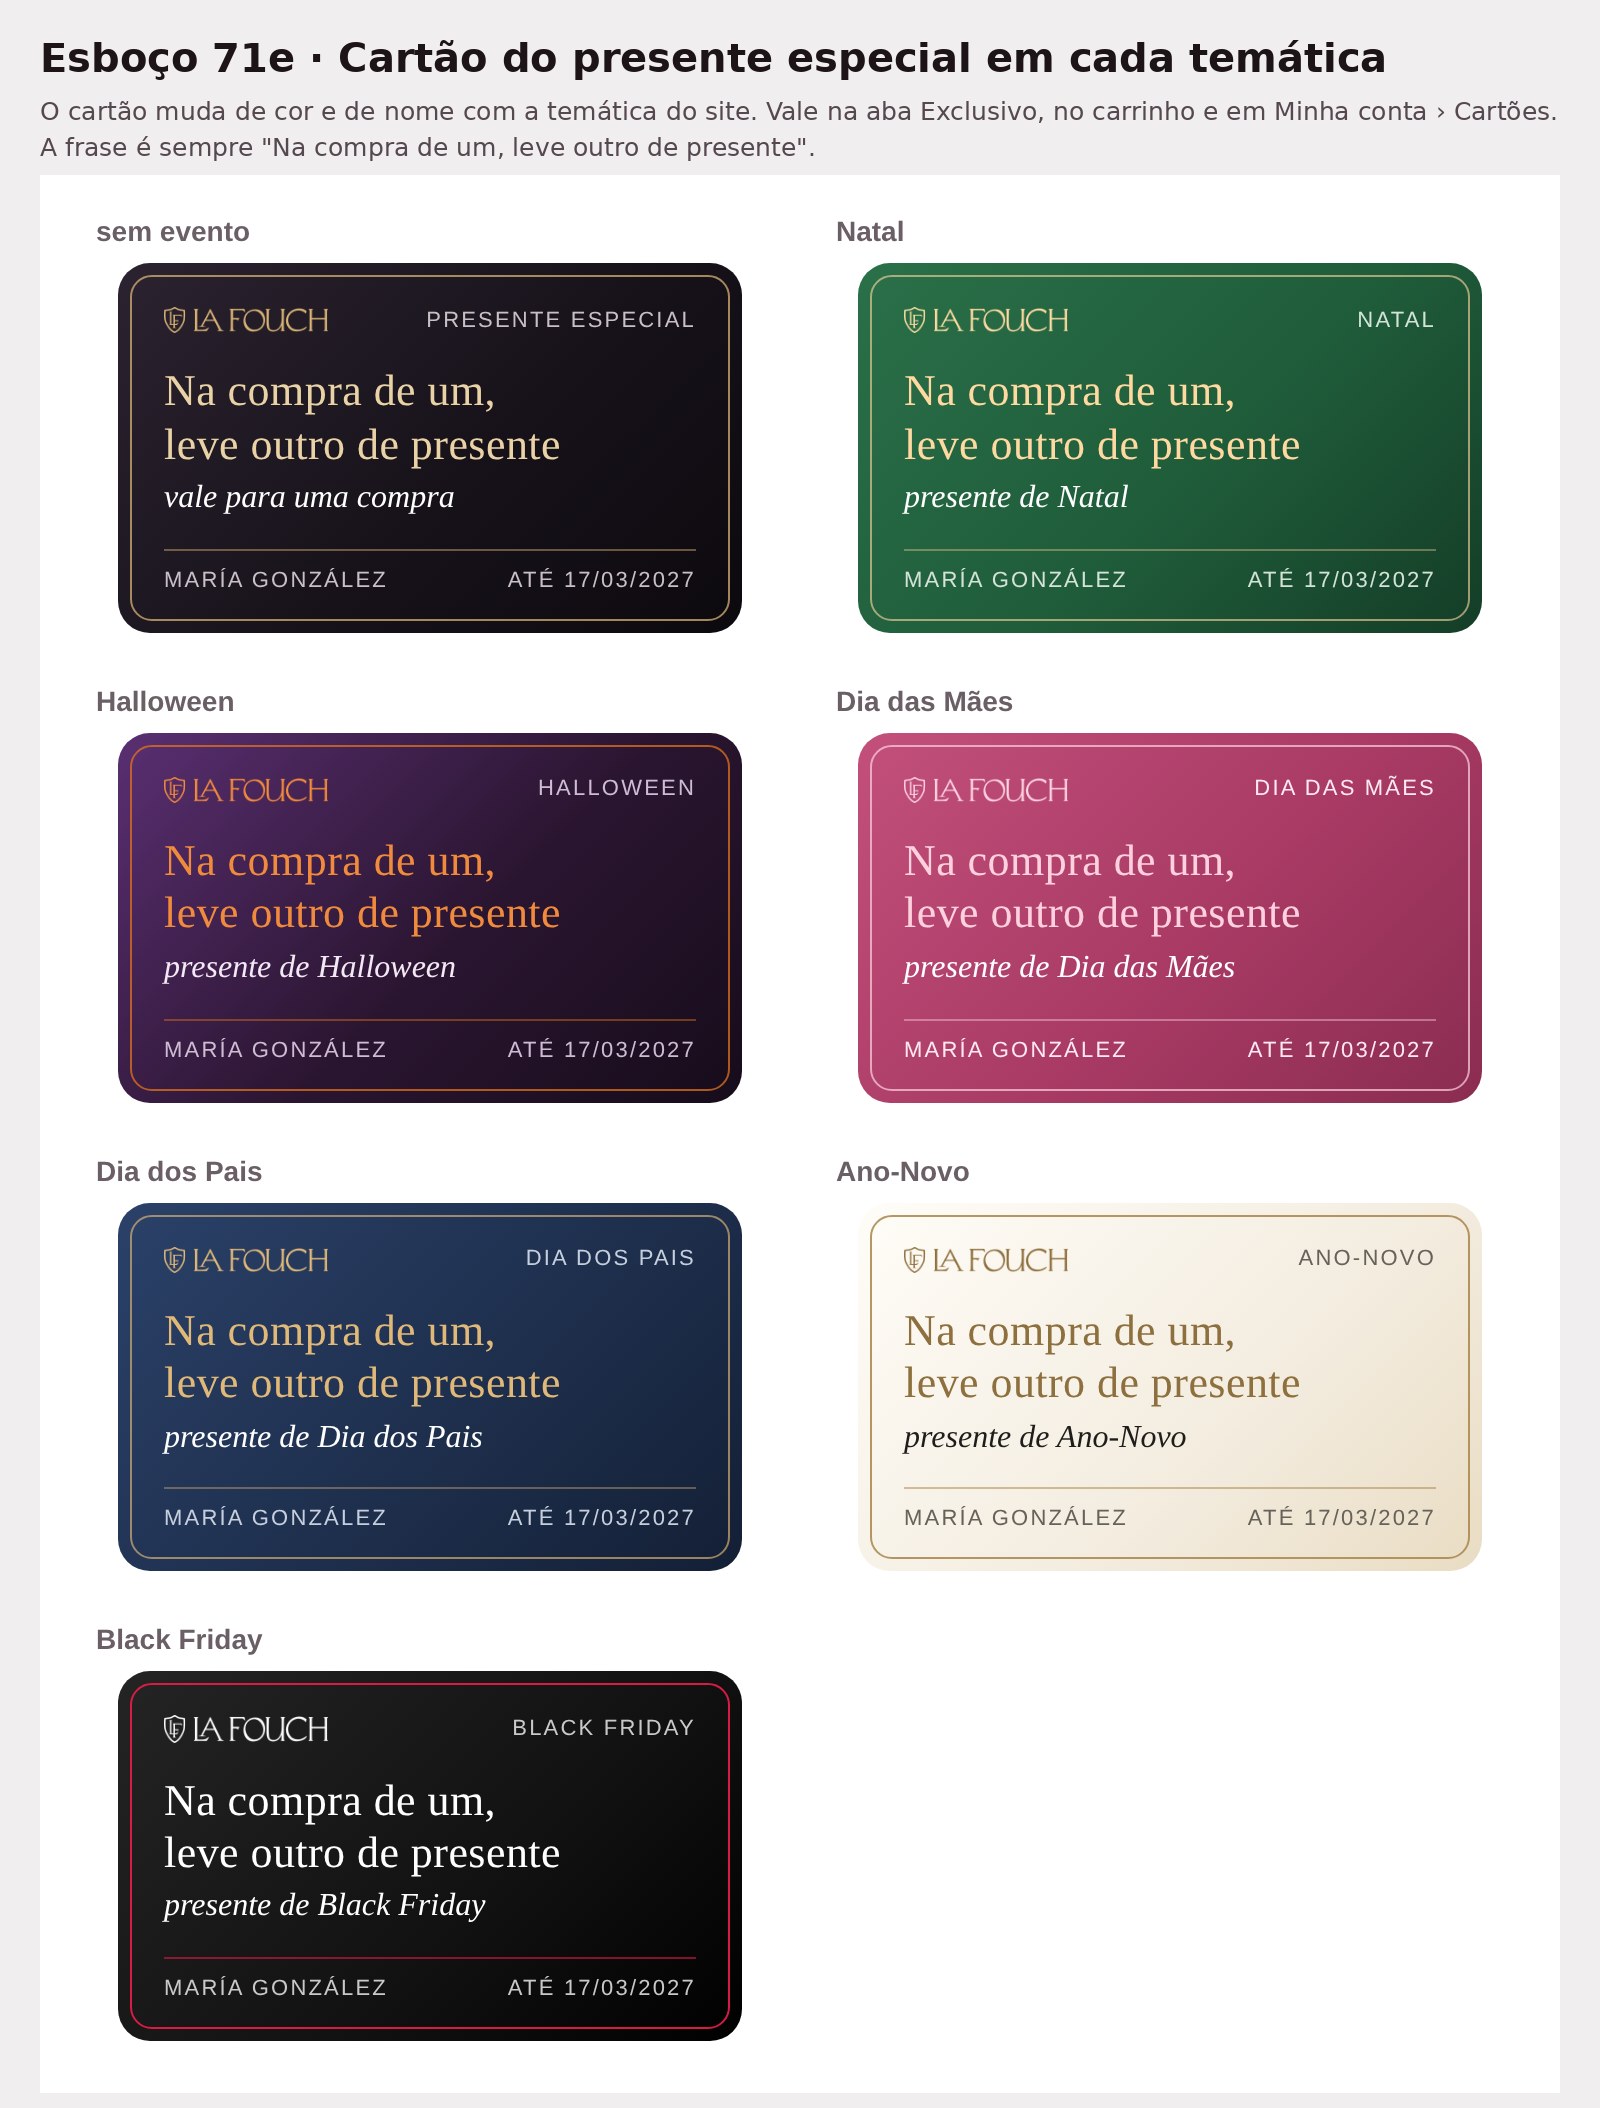 Esboço 71e · Cartão do presente especial em cada temática
O cartão muda de cor e de nome com a temática do site. Vale na aba Exclusivo, no carrinho e em Minha conta › Cartões.
A frase é sempre "Na compra de um, leve outro de presente".
sem evento
LF LA FOUCH
PRESENTE ESPECIAL
Na compra de um,
leve outro de presente
vale para uma compra
MARÍA GONZÁLEZ
ATÉ 17/03/2027
Natal
LF LA FOUCH
NATAL
Na compra de um,
leve outro de presente
presente de Natal
MARÍA GONZÁLEZ
ATÉ 17/03/2027
Halloween
LF LA FOUCH
HALLOWEEN
Na compra de um,
leve outro de presente
presente de Halloween
MARÍA GONZÁLEZ
ATÉ 17/03/2027
Dia das Mães
LF LA FOUCH
DIA DAS MÃES
Na compra de um,
leve outro de presente
presente de Dia das Mães
MARÍA GONZÁLEZ
ATÉ 17/03/2027
Dia dos Pais
LF LA FOUCH
DIA DOS PAIS
Na compra de um,
leve outro de presente
presente de Dia dos Pais
MARÍA GONZÁLEZ
ATÉ 17/03/2027
Ano-Novo
LF LA FOUCH
ANO-NOVO
Na compra de um,
leve outro de presente
presente de Ano-Novo
MARÍA GONZÁLEZ
ATÉ 17/03/2027
Black Friday
LF LA FOUCH
BLACK FRIDAY
Na compra de um,
leve outro de presente
presente de Black Friday
MARÍA GONZÁLEZ
ATÉ 17/03/2027